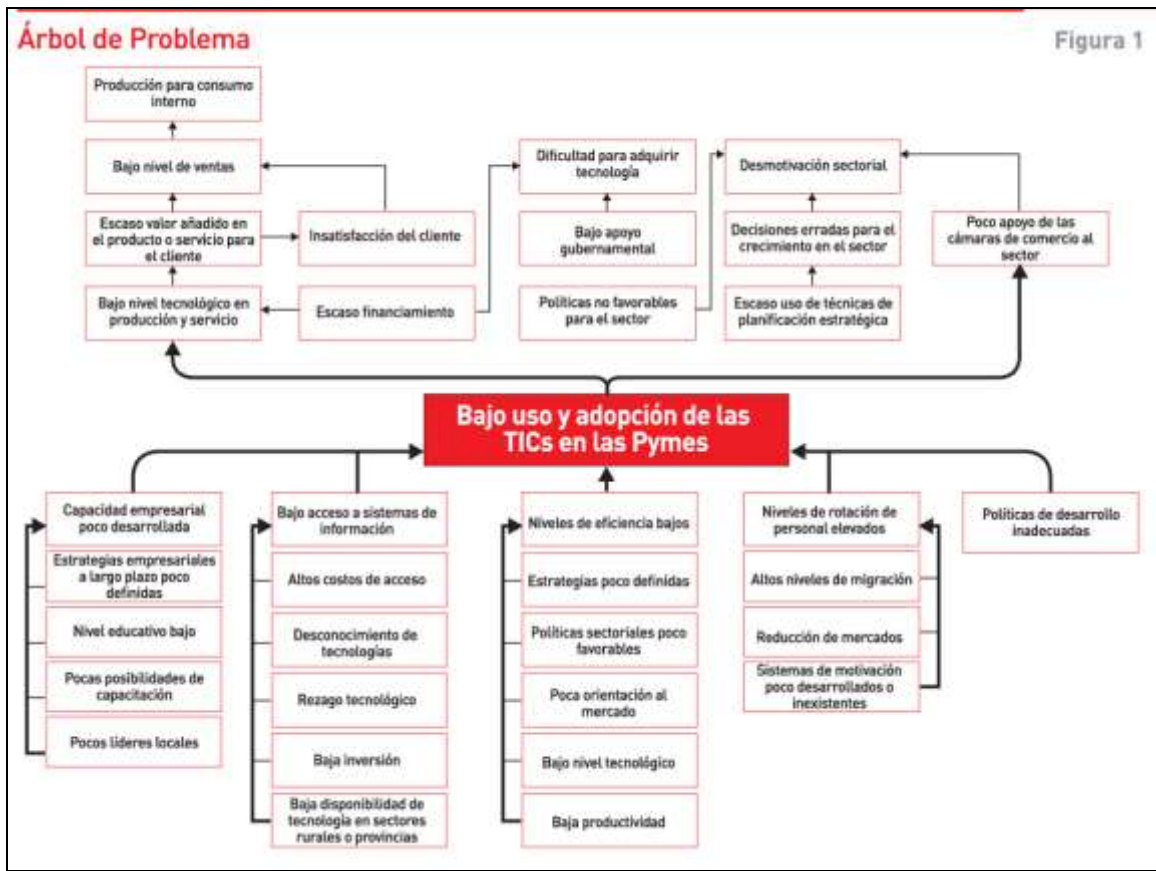 Árbol de Problema
Figura 1
Producción para consumo
interno
Bajo nivel de ventas
Dificultad para adquirir
tecnología
Desmotivación sectorial
Escaso valor añadido en
el producto o servicio para
el cliente
Insatisfacción del cliente
Bajo apoyo
gubernamental
Decisiones erradas para el
crecimiento en el sector
Poco apoyo de las
cámaras de comercio al
sector
Bajo nivel tecnológico en
producción y servicio
Escaso financiamiento
Políticas no favorables
para el sector
Escaso uso de técnicas de
planificación estratégica
Bajo uso y adopción de las
TICs en las Pymes
Capacidad empresarial
poco desarrollada
Estrategias empresariales
a largo plazo poco
definidas
Nivel educativo bajo
Pocas posibilidades de
capacitación
Pocos líderes locales
Bajo acceso a sistemas de
información
Altos costos de acceso
Desconocimiento de
tecnologías
Rezago tecnológico
Baja inversión
Baja disponibilidad de
tecnología en sectores
rurales o provincias
Niveles de eficiencia bajos
Estrategias poco definidas
Políticas sectoriales poco
favorables
Poca orientación al
mercado
Bajo nivel tecnológico
Baja productividad
Niveles de rotación de
personal elevados
Altos niveles de migración
Reducción de mercados
Sistemas de motivación
poco desarrollados o
inexistentes
Políticas de desarrollo
inadecuadas